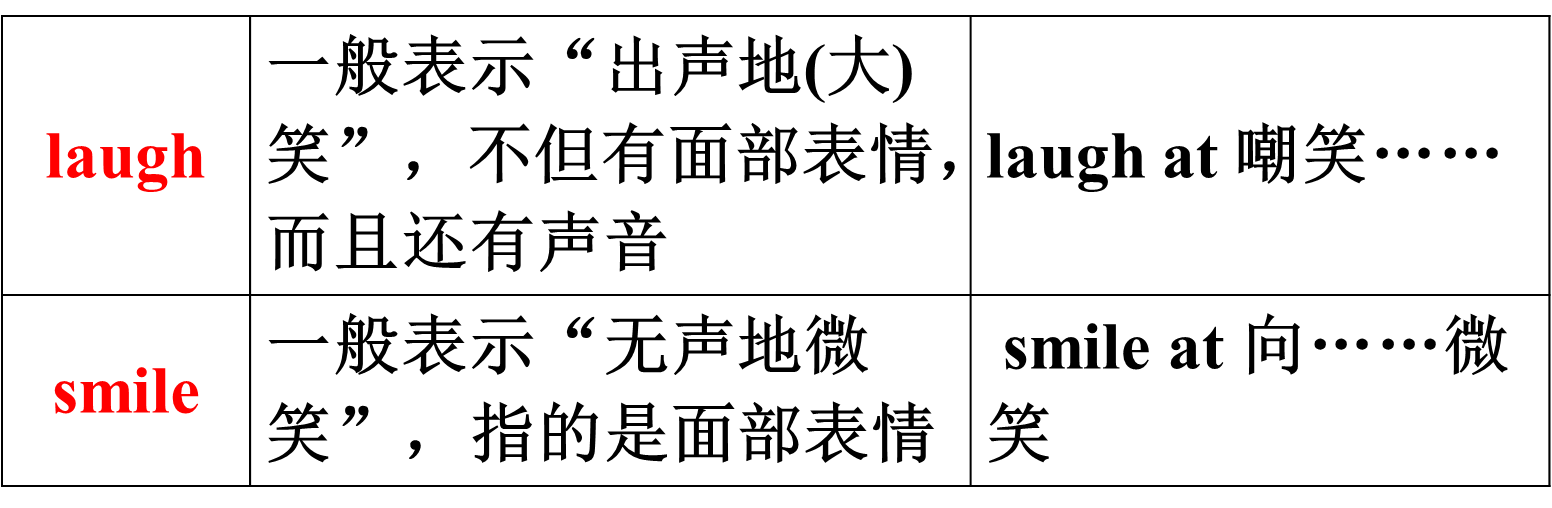 laugh
一般表示“出声地(大)
笑”，不但有面部表情，
而且还有声音
laugh at 嘲笑……
smile
一般表示“无声地微
笑”，指的是面部表情
smile at 向……微
笑